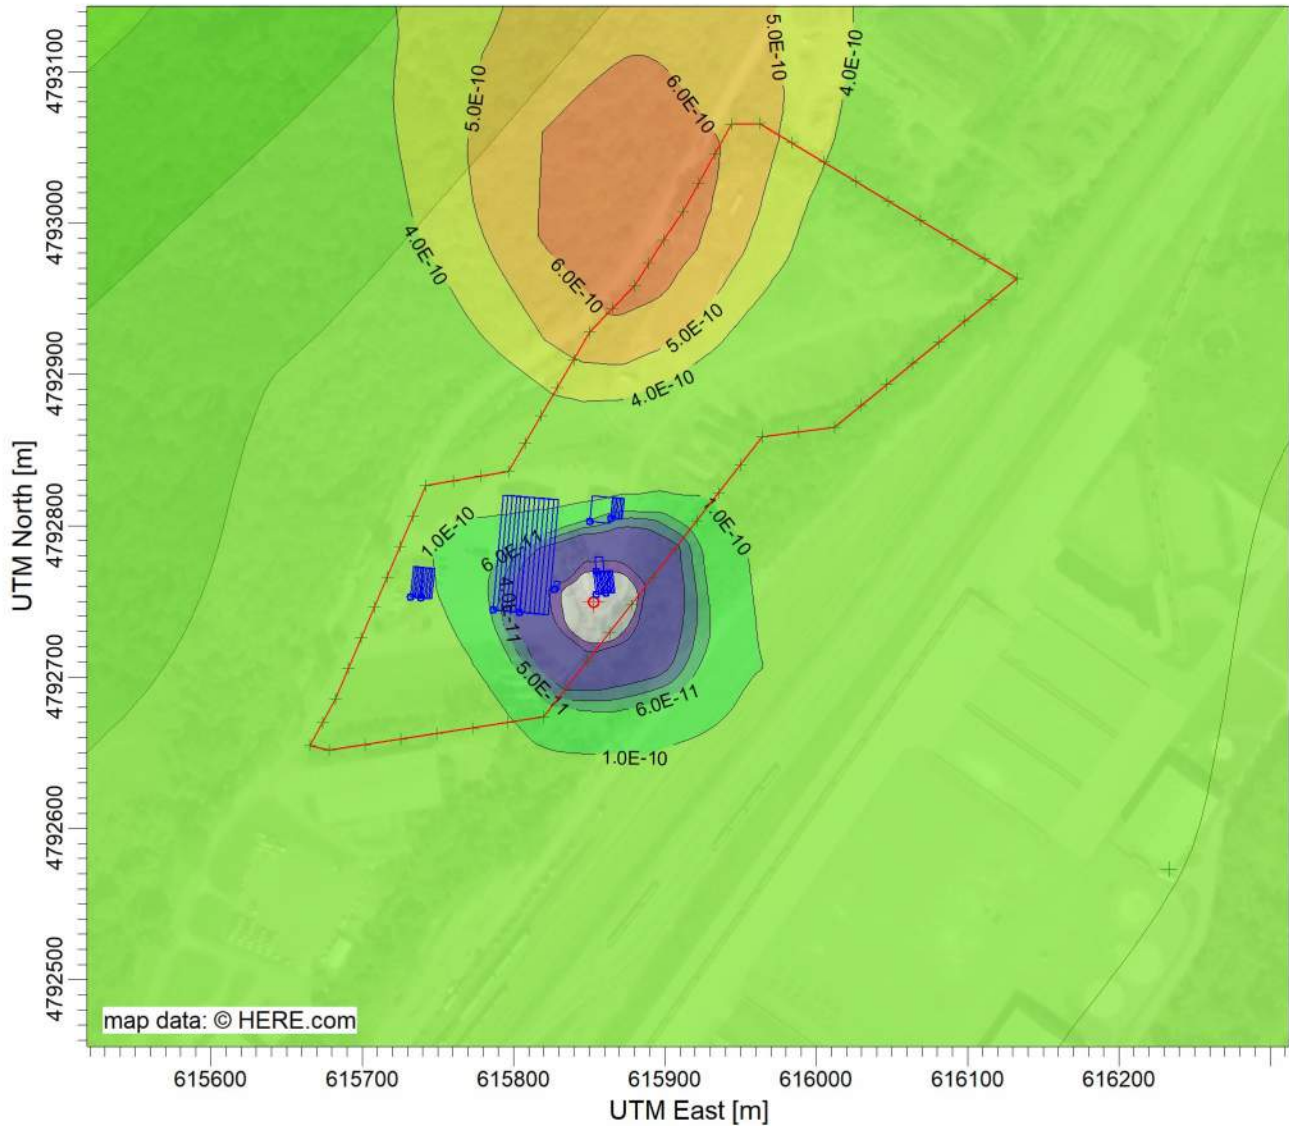 5.0E-10
4.0E-10
5.0E-10
6.0E-10
4.0E-10
6.0E-10
5.0E-10
4.0E-10
1.0E-10
1.0E-10
6.0E-11
4.0E-11
5.0E-11
6.0E-11
1.0E-10
4793100
4793000
4792900
4792800
4792700
4792600
4792500
UTM North [m]
map data: © HERE.com
615600 615700 615800 615900 616000 616100 616200
UTM East [m]